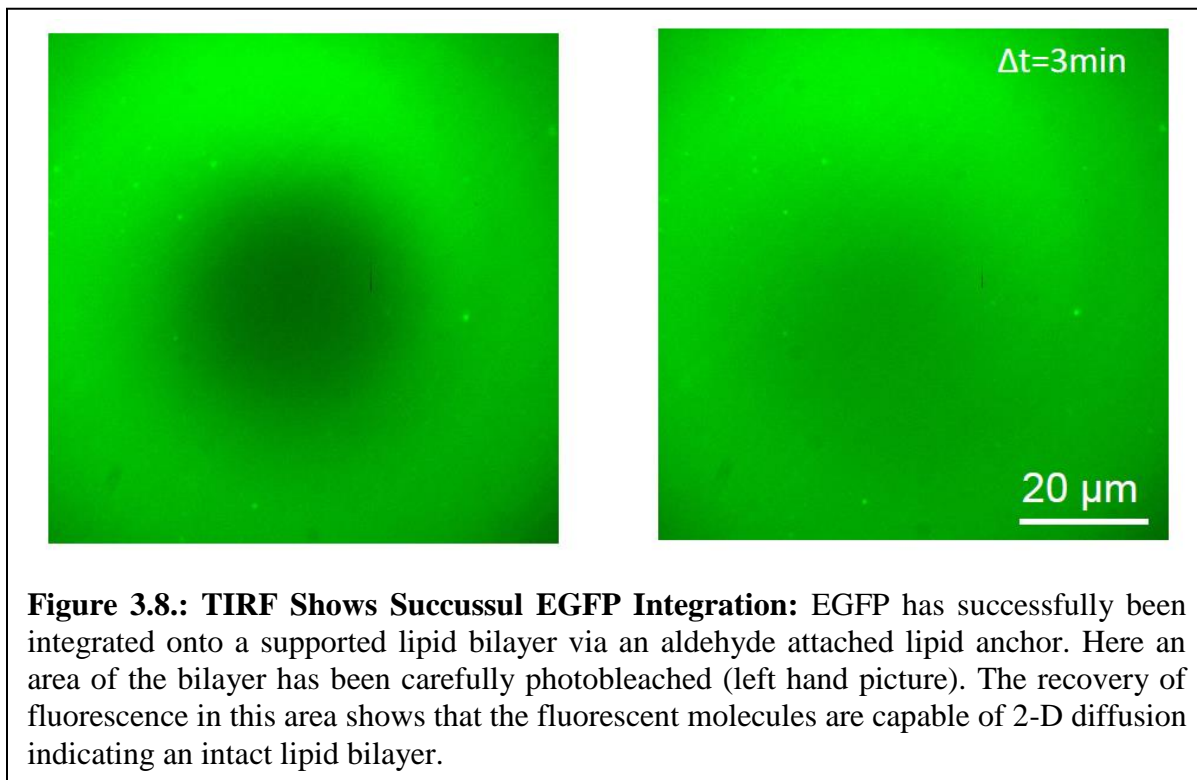 Δt=3min
20 μm
Figure 3.8.: TIRF Shows Succussul EGFP Integration: EGFP has successfully been
integrated onto a supported lipid bilayer via an aldehyde attached lipid anchor. Here an
area of the bilayer has been carefully photobleached (left hand picture). The recovery of
fluorescence in this area shows that the fluorescent molecules are capable of 2-D diffusion
indicating an intact lipid bilayer.